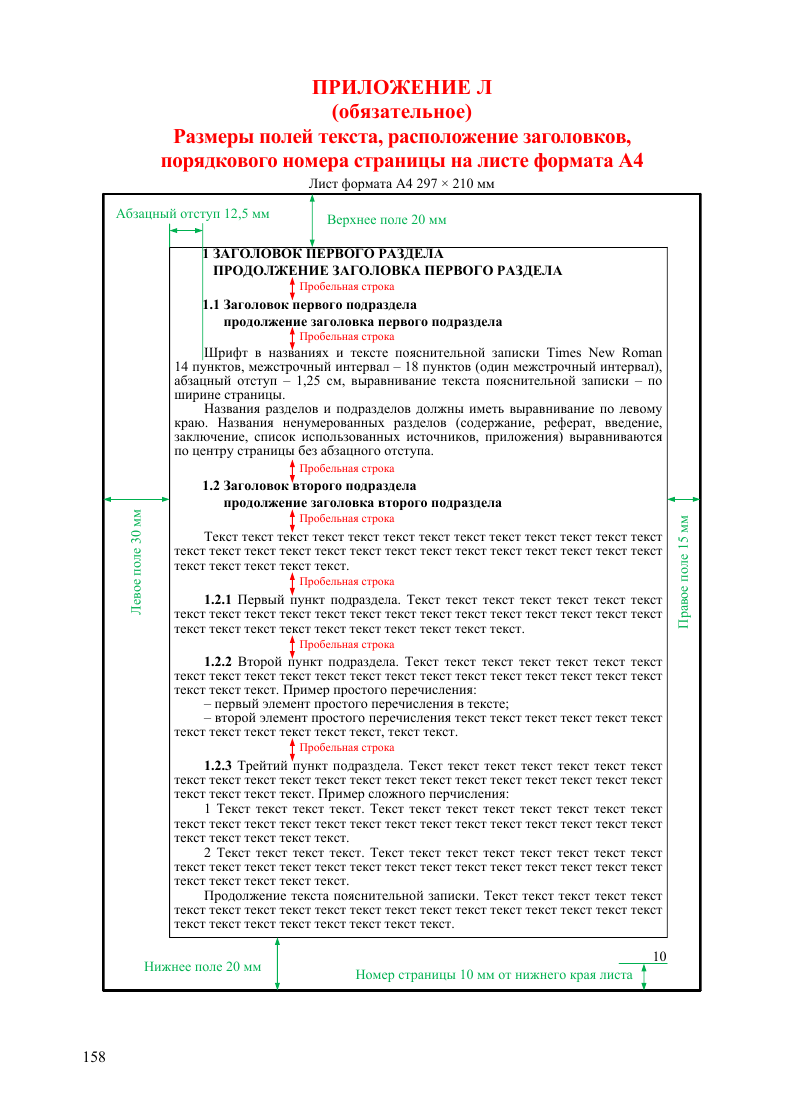 ПРИЛОЖЕНИЕ Л
(обязательное)
Размеры полей текста, расположение заголовков,
порядкового номера страницы на листе формата А4
Лист формата А4 297 × 210 мм
Абзацный отступ 12,5 мм
Верхнее поле 20 мм
1 ЗАГОЛОВОК ПЕРВОГО РАЗДЕЛА
ПРОДОЛЖЕНИЕ ЗАГОЛОВКА ПЕРВОГО РАЗДЕЛА
Пробельная строка
1.1 Заголовок первого подраздела
продолжение заголовка первого подраздела
Пробельная строка
Шрифт в названиях и тексте пояснительной записки Times New Roman
14 пунктов, межстрочный интервал – 18 пунктов (один межстрочный интервал),
абзацный отступ – 1,25 см, выравнивание текста пояснительной записки – по
ширине страницы.
Названия разделов и подразделов должны иметь выравнивание по левому
краю. Названия ненумерованных разделов (содержание, реферат, введение,
заключение, список использованных источников, приложения) выравниваются
по центру страницы без абзацного отступа.
Пробельная строка
1.2 Заголовок второго подраздела
продолжение заголовка второго подраздела
Пробельная строка
Левое поле 30 мм
Правое поле 15 мм
Текст текст текст текст текст текст текст текст текст текст текст текст текст
текст текст текст текст текст текст текст текст текст текст текст текст текст текст
текст текст текст текст текст.
Пробельная строка
1.2.1 Первый пункт подраздела. Текст текст текст текст текст текст текст
текст текст текст текст текст текст текст текст текст текст текст текст текст текст
текст текст текст текст текст текст текст текст текст текст.
Пробельная строка
1.2.2 Второй пункт подраздела. Текст текст текст текст текст текст текст
текст текст текст текст текст текст текст текст текст текст текст текст текст текст
текст текст текст. Пример простого перечисления:
– первый элемент простого перечисления в тексте;
– второй элемент простого перечисления текст текст текст текст текст текст
текст текст текст текст текст текст, текст текст.
Пробельная строка
1.2.3 Трейтий пункт подраздела. Текст текст текст текст текст текст текст
текст текст текст текст текст текст текст текст текст текст текст текст текст текст
текст текст текст текст. Пример сложного перчисления:
1 Текст текст текст текст. Текст текст текст текст текст текст текст текст
текст текст текст текст текст текст текст текст текст текст текст текст текст текст
текст текст текст текст текст.
2 Текст текст текст текст. Текст текст текст текст текст текст текст текст
текст текст текст текст текст текст текст текст текст текст текст текст текст текст
текст текст текст текст текст.
Продолжение текста пояснительной записки. Текст текст текст текст текст
текст текст текст текст текст текст текст текст текст текст текст текст текст текст
текст текст текст текст текст текст текст текст.
10
Нижнее поле 20 мм
Номер страницы 10 мм от нижнего края листа
158